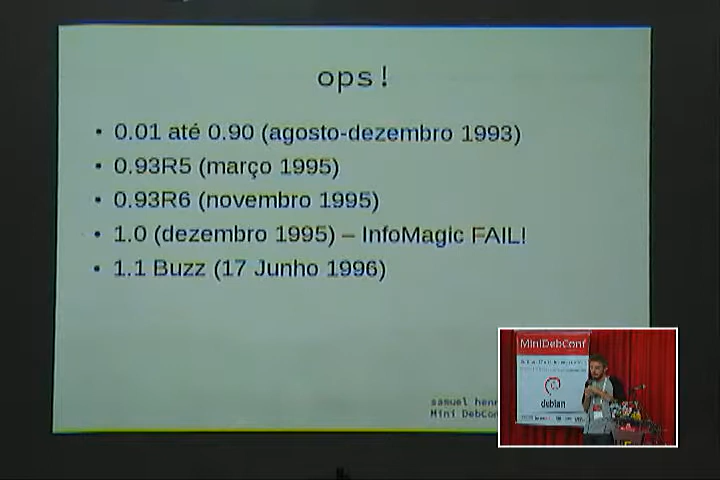 ops!
• 0.01 até 0.90 (agosto-dezembro 1993)
• 0.93R5 (março 1995)
• 0.93R6 (novembro 1995)
• 1.0 (dezembro 1995) – InfoMagic FAIL!
• 1.1 Buzz (17 Junho 1996)
samuel
Mini
MiniDebConf
debian